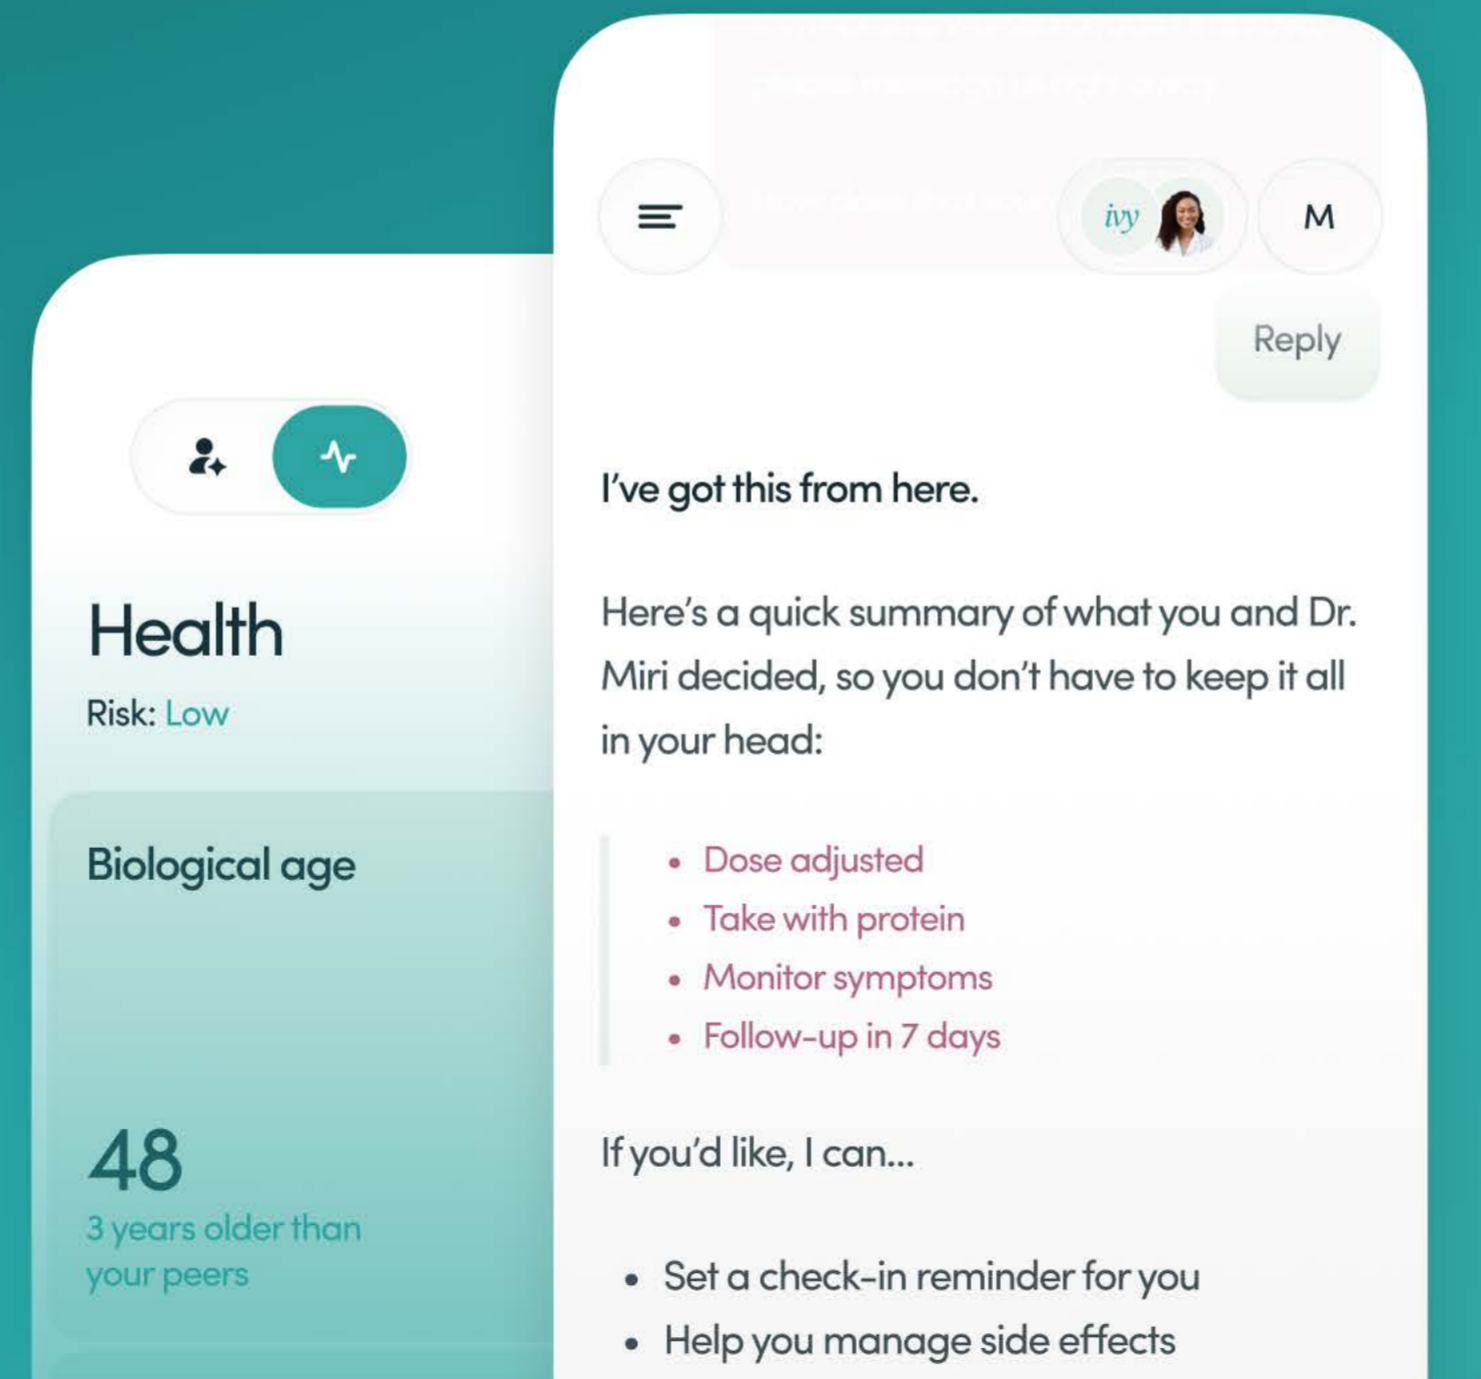 Health
Risk: Low
Biological age
48
3 years older than
your peers
ivy
M
Reply
I've got this from here.
Here's a quick summary of what you and Dr.
Miri decided, so you don't have to keep it all
in your head:
• Dose adjusted
• Take with protein
• Monitor symptoms
• Follow-up in 7 days
If you'd like, I can...
• Set a check-in reminder for you
• Help you manage side effects